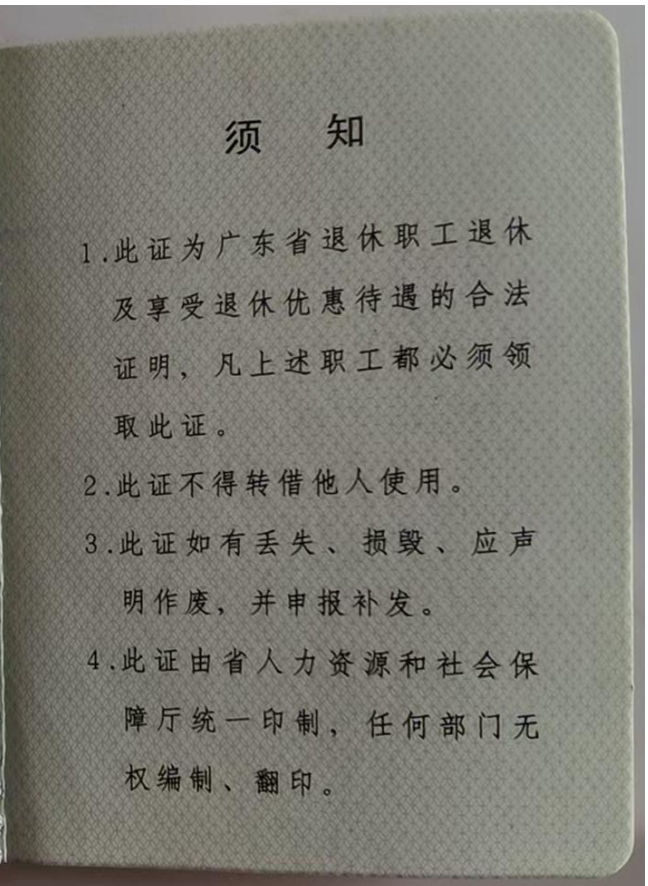 须 知
1.此证为广东省退休职工退休
及享受退休优惠待遇的合法
证明，凡上述职工都必须领
取此证。
2.此证不得转借他人使用。
3.此证如有丢失、损毁、应声
明作废，并申报补发。
4.此证由省人力资源和社会保
障厅统一印制，任何部门无
权编制、翻印。